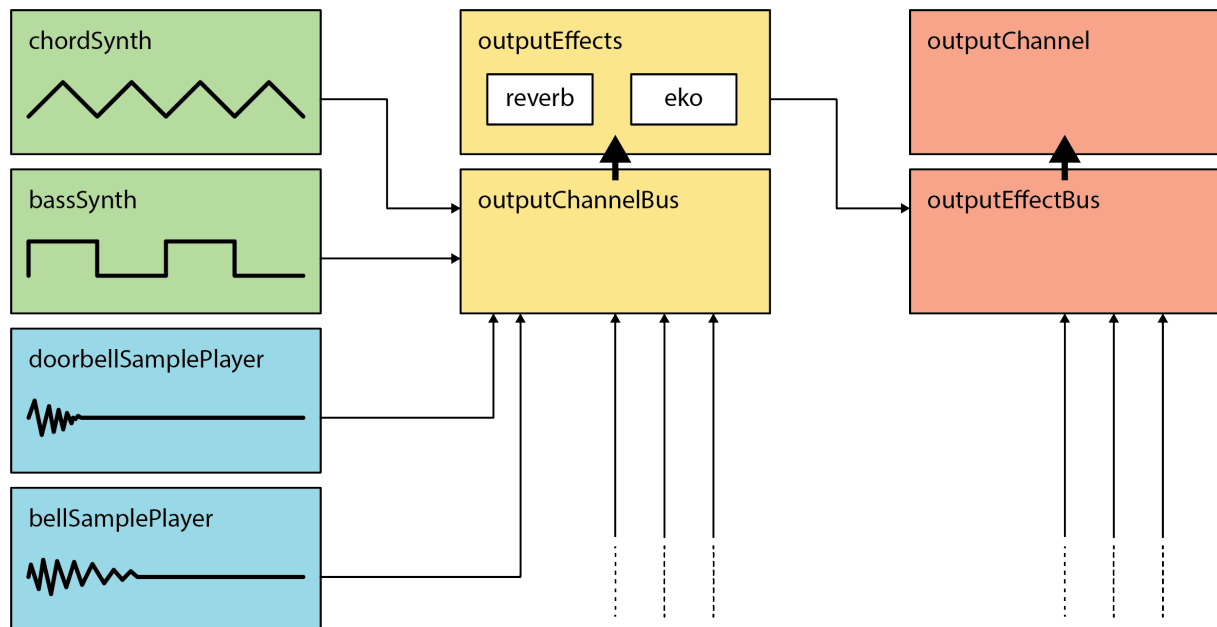 chordSynth
bassSynth
doorbellSamplePlayer
bellSamplePlayer
outputEffects
reverb
eko
outputChannelBus
outputChannel
outputEffectBus